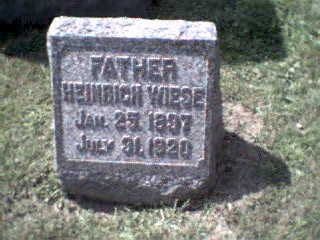 FATHER
HEINRICH WIESE
JAN. 25, 1837
JULY 31, 1920